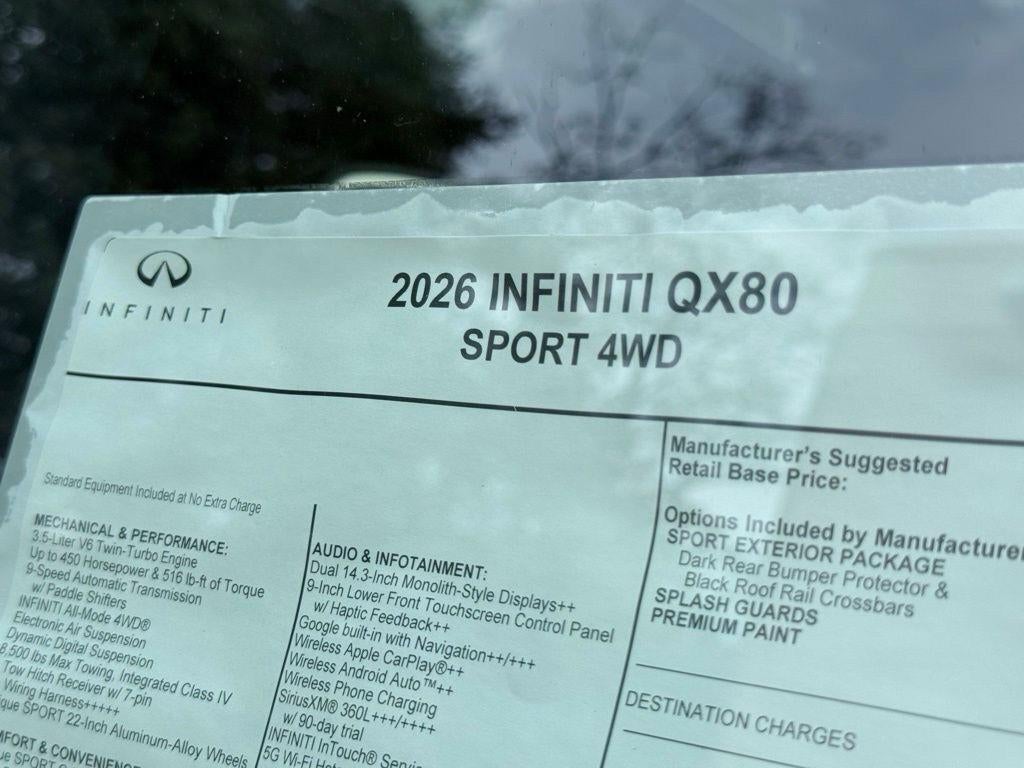 INFINITI
2026 INFINITI QX80
SPORT 4WD
Standard Equipment Included at No Extra Charge
MECHANICAL & PERFORMANCE:
3.5-Liter V6 Twin-Turbo Engine
Up to 450 Horsepower & 516 lb-ft of Torque
9-Speed Automatic Transmission
w/ Paddle Shifters
INFINITI All-Mode 4WD®
Electronic Air Suspension
Dynamic Digital Suspension
8,500 lbs Max Towing, Integrated Class IV
Tow Hitch Receiver w/ 7-pin
Wiring Harness+++++
SPORT 22-Inch Aluminum-Alloy Wheels
AUDIO & INFOTAINMENT:
Dual 14.3-Inch Monolith-Style Displays++
9-Inch Lower Front Touchscreen Control Panel
w/ Haptic Feedback++
Google built-in with Navigation++/+++
Wireless Apple CarPlay®++
Wireless Android Auto™++
Wireless Phone Charging
SiriusXM® 360L+++/++++
w/ 90-day trial
INFINITI InTouch®
5G Wi-Fi
Manufacturer's Suggested
Retail Base Price:
Options Included by Manufacturer
SPORT EXTERIOR PACKAGE
Dark Rear Bumper Protector &
Black Roof Rail Crossbars
SPLASH GUARDS
PREMIUM PAINT
DESTINATION CHARGES